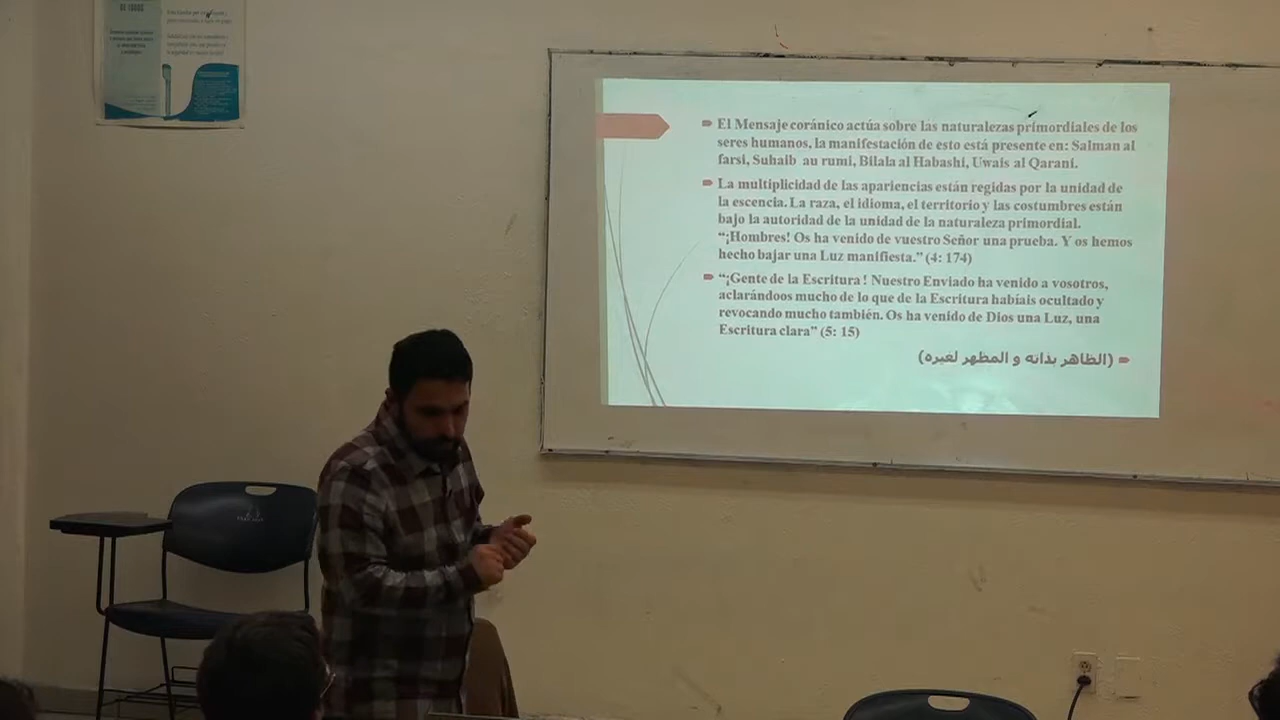 El Mensaje coránico actúa sobre las naturalezas primordiales de los
seres humanos, la manifestación de esto está presente en: Salman al
farsi, Suhaib au rumi, Bilala al Habashi, Uwais al Qarani.
La multiplicidad de las apariencias están regidas por la unidad de
la escencia. La raza, el idioma, el territorio y las costumbres están
bajo la autoridad de la unidad de la naturaleza primordial.
“¡Hombres! Os ha venido de vuestro Señor una prueba. Y os hemos
hecho bajar una Luz manifiesta.” (4: 174)
“¡Gente de la Escritura! Nuestro Enviado ha venido a vosotros,
aclarándoos mucho de lo que de la Escritura habíais ocultado y
revocando mucho también. Os ha venido de Dios una Luz, una
Escritura clara” (5: 15)
(الظاهر بذاته و المظهر لغيره)